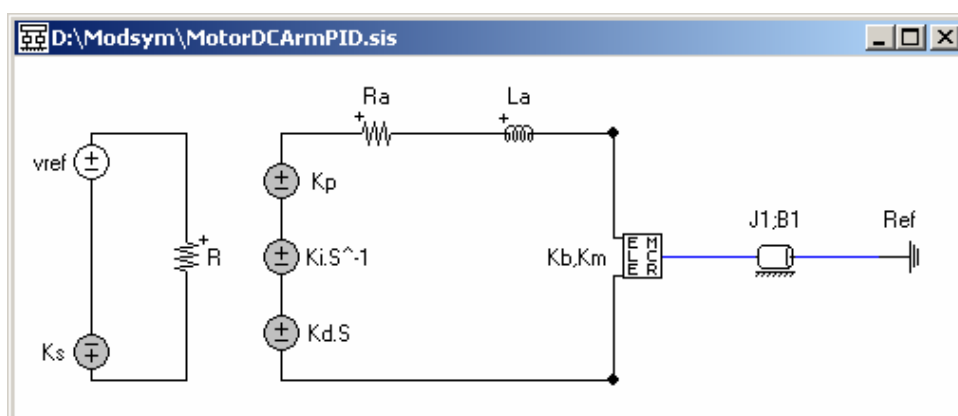 D:\Modsym\MotorDCArmPID.sis
Ra
La
vref
Kp
J1;B1
Ref
R
Ki.S^-1
Kb,Km
E M
L C
E R
Ks
Kd.S